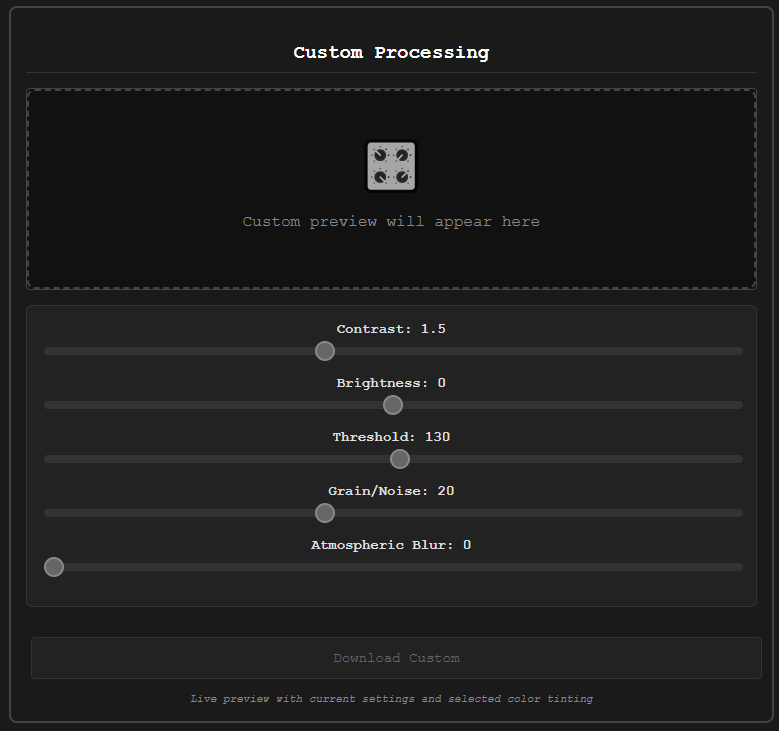 Custom Processing
Custom preview will appear here
Contrast: 1.5
Brightness: 0
Threshold: 130
Grain/Noise: 20
Atmospheric Blur: 0
Download Custom
Live preview with current settings and selected color tinting